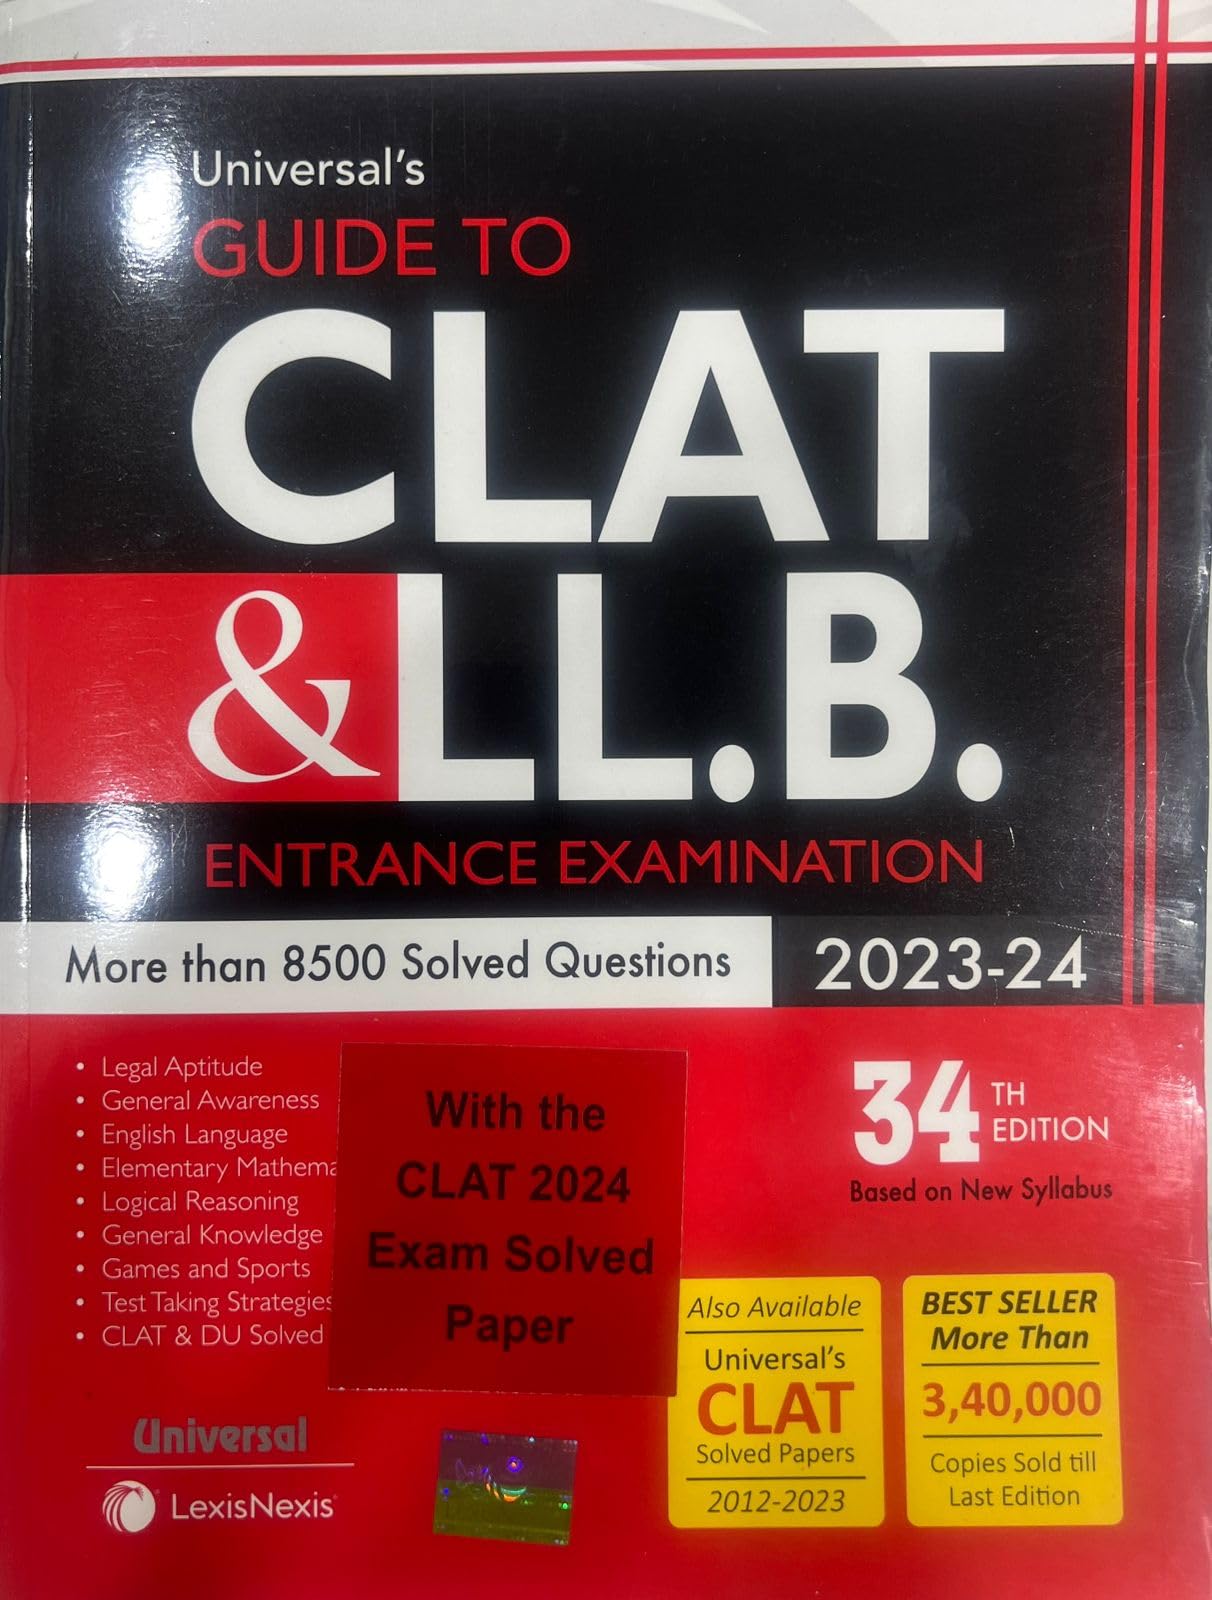 Universal's
GUIDE TO
CLAT
& LL.B.
ENTRANCE EXAMINATION
More than 8500 Solved Questions
2023-24
• Legal Aptitude
• General Awareness
• English Language
• Elementary Mathema
• Logical Reasoning
• General Knowledge
• Games and Sports
• Test Taking Strategies
• CLAT & DU Solved
With the
CLAT 2024
Exam Solved
Paper
34 TH
EDITION
Based on New Syllabus
Also Available
Universal's
CLAT
Solved Papers
2012-2023
BEST SELLER
More Than
3,40,000
Copies Sold till
Last Edition
Universal
LexisNexis